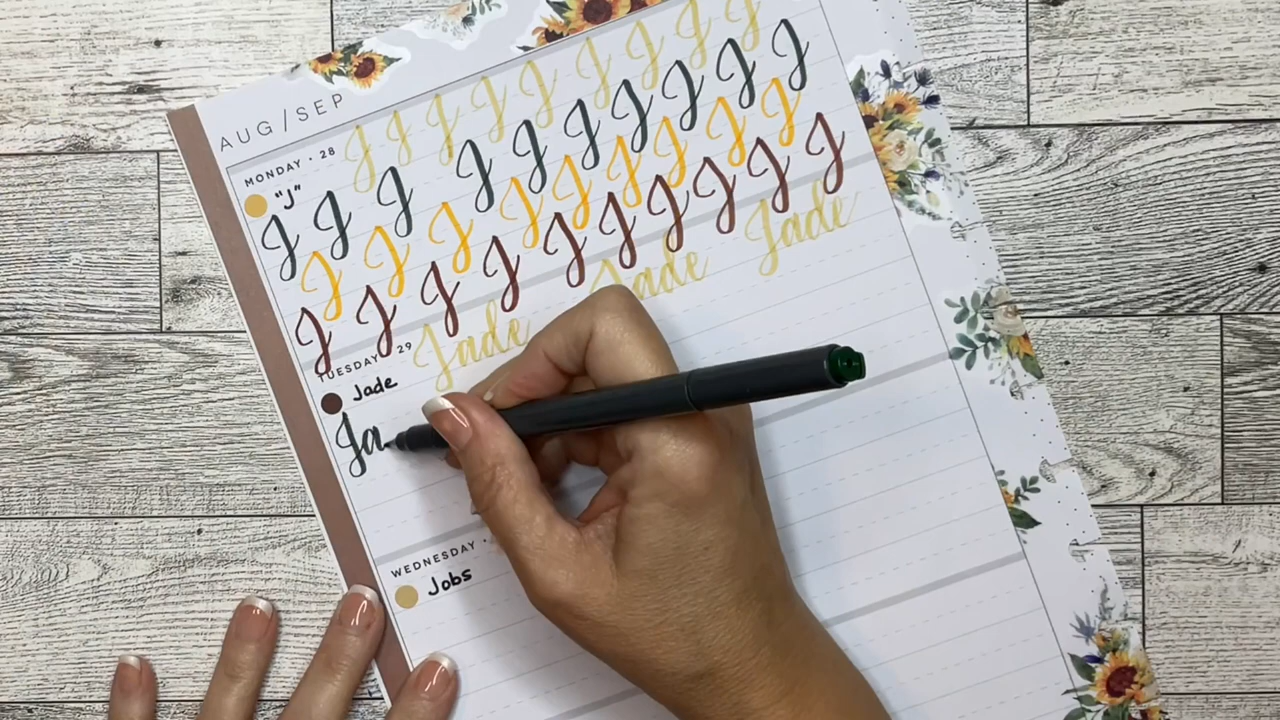 AUG/SEP
MONDAY • 28
"J"
J J J J J J J J J
J J J J J J J J J J
J J J J J J J J J
J J J J J J J J J J
TUESDAY • 29
Jade
Jade Jade Jade
Ja
WEDNESDAY •
Jobs